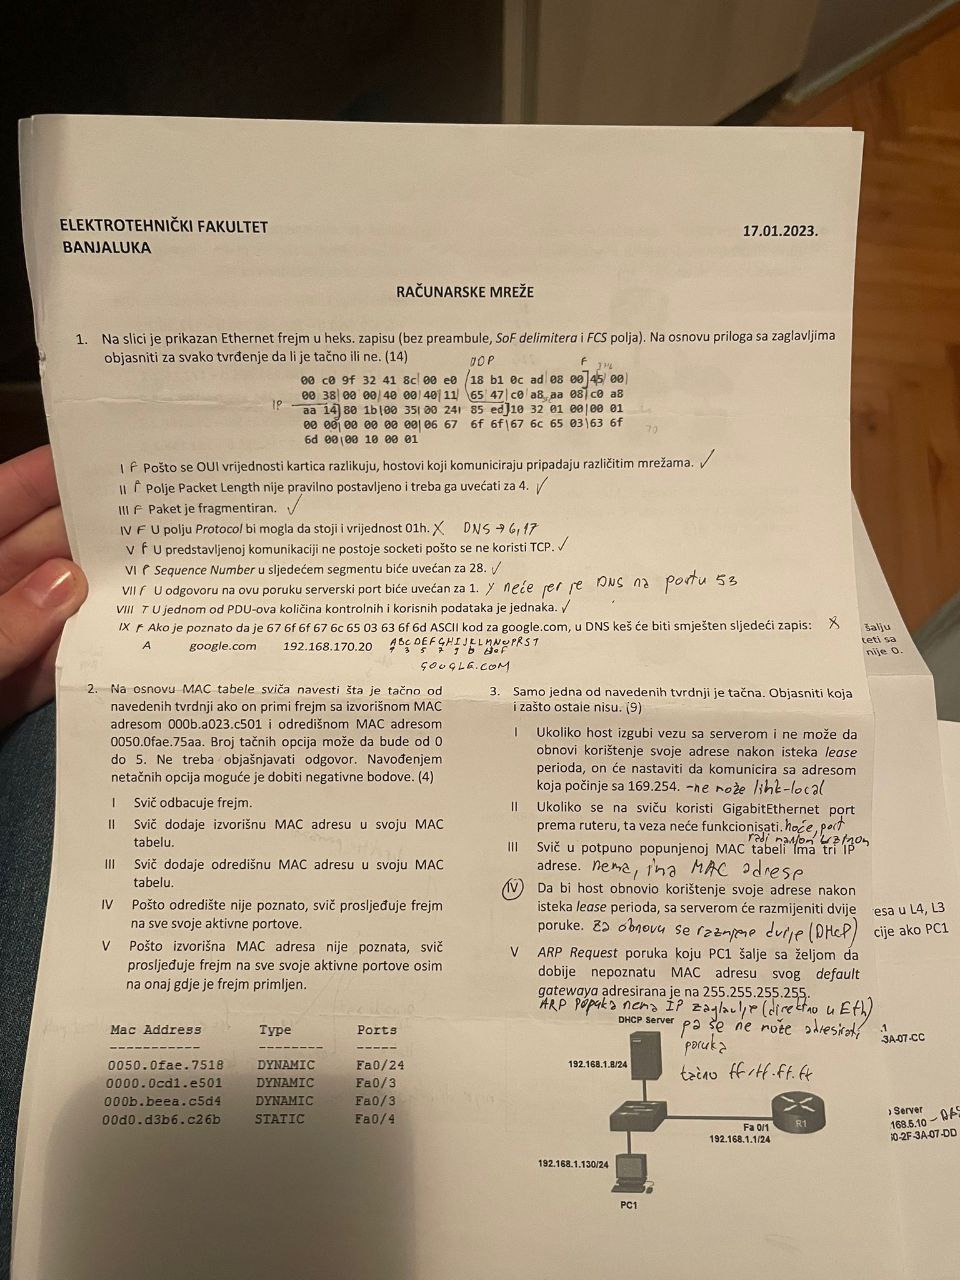 ELEKTROTEHNIČKI FAKULTET
BANJALUKA
17.01.2023.
RAČUNARSKE MREŽE
1. Na slici je prikazan Ethernet frejm u heks. zapisu (bez preambule, SoF delimitera i FCS polja). Na osnovu priloga sa zaglavljima
objasniti za svako tvrđenje da li je tačno ili ne. (14)
00 c0 9f 32 41 8c 00 e0 18 b1 0c ad 08 00 45 00
00 38 00 00 40 00 40 11 65 47 c0 a8 aa 08 c0 a8
IP
aa 14 80 1b 00 35 00 24 85 ed 10 32 01 00 00 01
00 00 00 00 00 00 06 67 6f 6f 67 6c 65 03 63 6f
6d 00 00 10 00 01
I F Pošto se OUI vrijednosti kartica razlikuju, hostovi koji komuniciraju pripadaju različitim mrežama. ✓
II F Polje Packet Length nije pravilno postavljeno i treba ga uvećati za 4. ✓
III F Paket je fragmentiran. ✓
IV F U polju Protocol bi mogla da stoji i vrijednost 01h. X DNS → 6,17
V F U predstavljenoj komunikaciji ne postoje socketi pošto se ne koristi TCP. ✓
VI F Sequence Number u sljedećem segmentu biće uvećan za 28. ✓
VII F U odgovoru na ovu poruku serverski port biće uvećan za 1. neće jer je DNS na portu 53
VIII T U jednom od PDU-ova količina kontrolnih i korisnih podataka je jednaka. ✓
IX F Ako je poznato da je 67 6f 6f 67 6c 65 03 63 6f 6d ASCII kod za google.com, u DNS keš će biti smješten sljedeći zapis: X
A google.com 192.168.170.20
GOOGLE.COM
šalju
nije 0.
2. Na osnovu MAC tabele sviča navesti šta je tačno od
navedenih tvrdnji ako on primi frejm sa izvorišnom MAC
adresom 000b.a023.c501 i odredišnom MAC adresom
0050.0fae.75aa. Broj tačnih opcija može da bude od 0
do 5. Ne treba objašnjavati odgovor. Navođenjem
netačnih opcija moguće je dobiti negativne bodove. (4)
I Svič odbacuje frejm.
II Svič dodaje izvorišnu MAC adresu u svoju MAC
tabelu.
III Svič dodaje odredišnu MAC adresu u svoju MAC
tabelu.
IV Pošto odredište nije poznato, svič prosljeđuje frejm
na sve svoje aktivne portove.
V Pošto izvorišna MAC adresa nije poznata, svič
prosljeđuje frejm na sve svoje aktivne portove osim
na onaj gdje je frejm primljen.
Mac Address Type Ports
----------- -------- -----
0050.0fae.7518 DYNAMIC Fa0/24
0000.0cd1.e501 DYNAMIC Fa0/3
000b.beea.c5d4 DYNAMIC Fa0/3
00d0.d3b6.c26b STATIC Fa0/4
3. Samo jedna od navedenih tvrdnji je tačna. Objasniti koja
i zašto ostale nisu. (9)
I Ukoliko host izgubi vezu sa serverom i ne može da
obnovi korištenje svoje adrese nakon isteka lease
perioda, on će nastaviti da komunicira sa adresom
koja počinje sa 169.254. -ne može link-local
II Ukoliko se na sviču koristi GigabitEthernet port
prema ruteru, ta veza neće funkcionisati. hoće, port
radi
III Svič u potpuno popunjenoj MAC tabeli ima tri IP
adrese. nema, ima MAC adrese
IV Da bi host obnovio korištenje svoje adrese nakon
isteka lease perioda, sa serverom će razmijeniti dvije
poruke. Za obnovu se razmjene dvije (DHCP)
V ARP Request poruka koju PC1 šalje sa željom da
dobije nepoznatu MAC adresu svog default
gatewaya adresirana je na 255.255.255.255.
ARP poruka nema IP zaglavlje (direktno u Eth)
pa se ne može adresirati
poruka
tačno ff.ff.ff.ff
DHCP Server
192.168.1.8/24
Fa 0/1
192.168.1.1/24
R1
192.168.1.130/24
PC1
esa u L4, L3
cije ako PC1
.1
-3A-07-CC
Server
168.5.10
0-2F-3A-07-DD